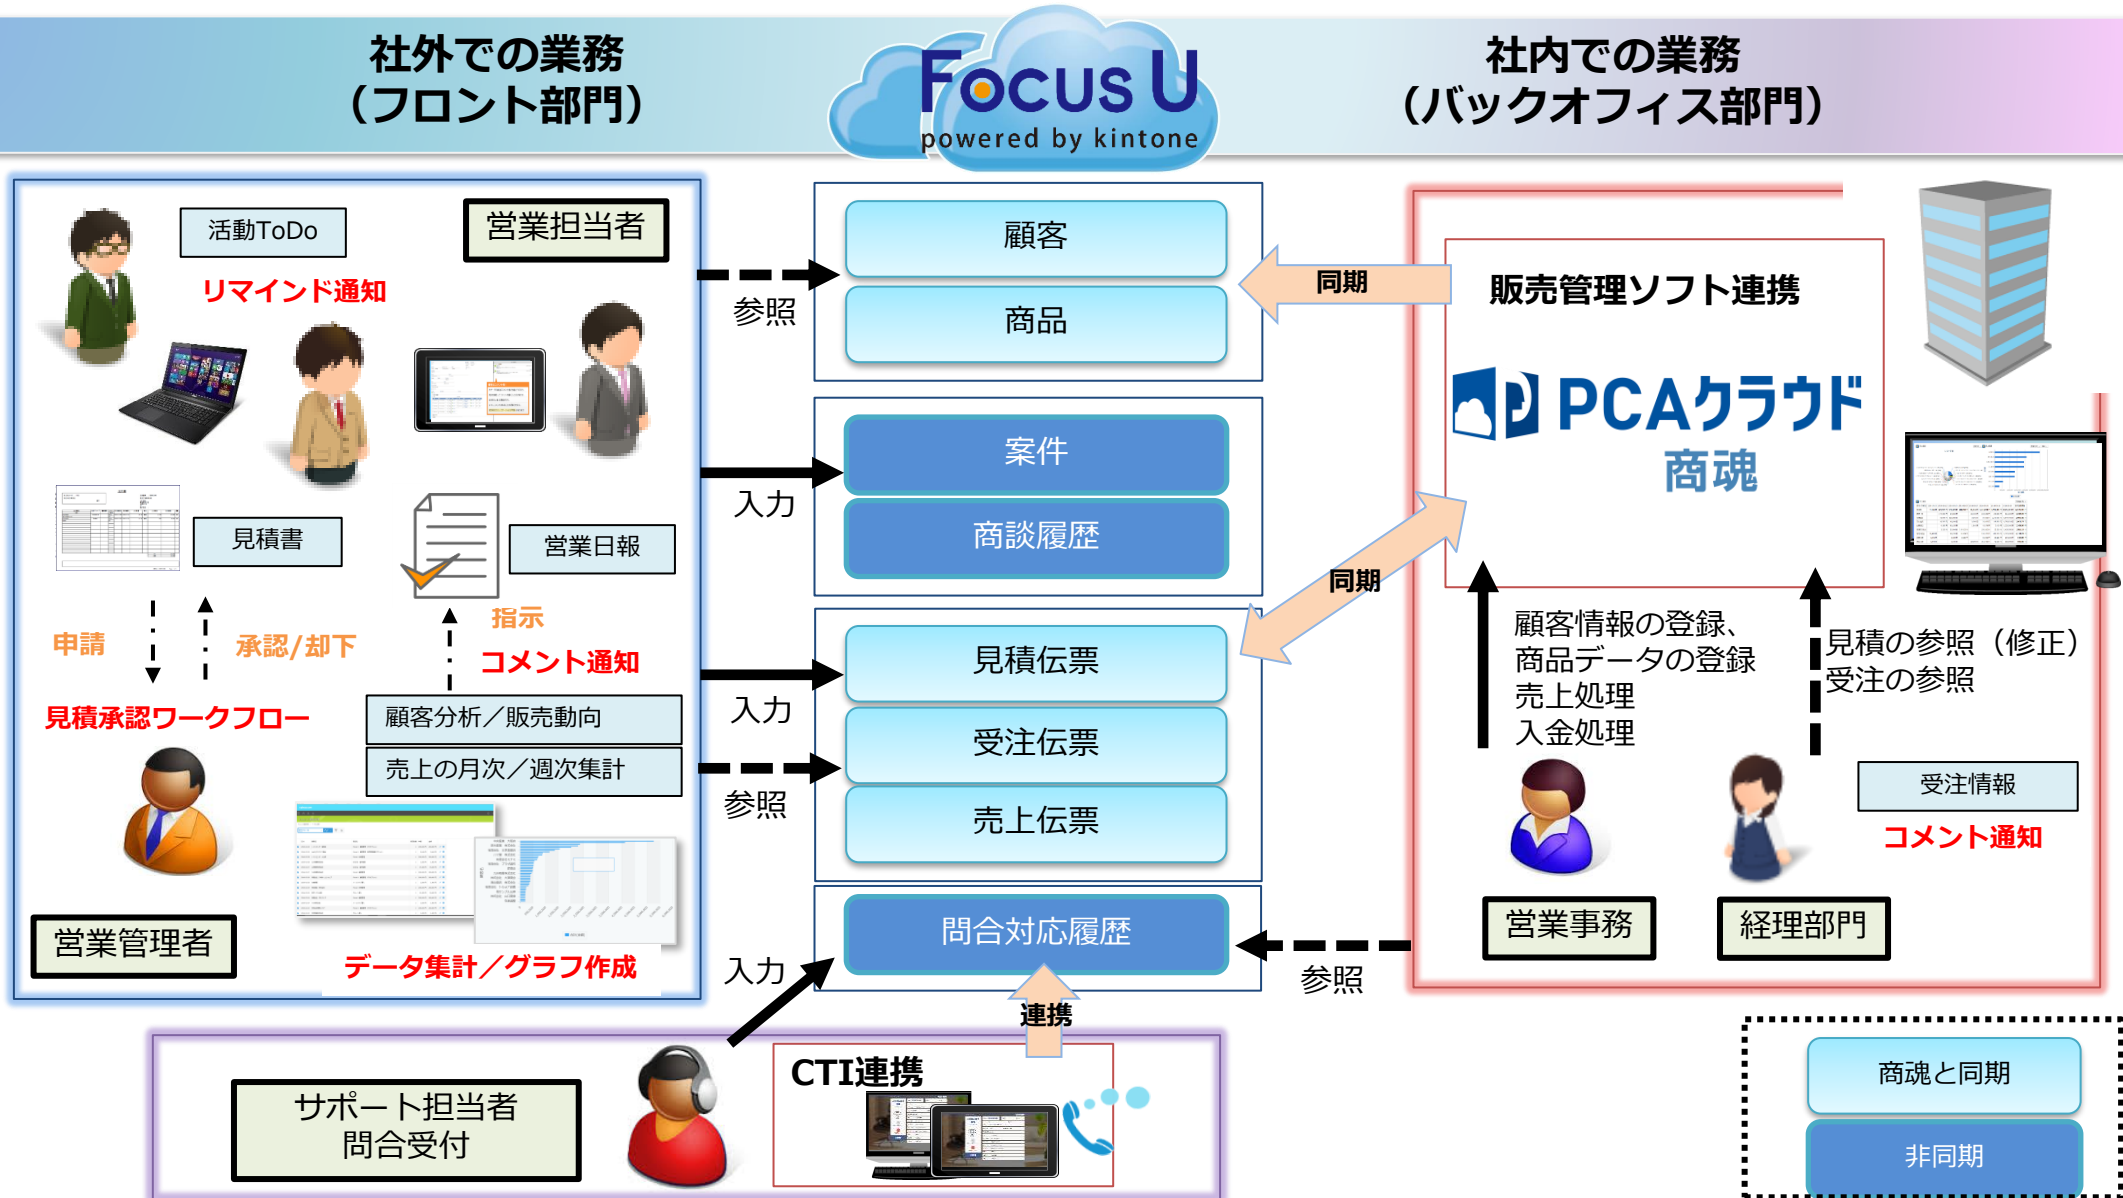 社外での業務
（フロント部門）
Focus U
powered by kintone
社内での業務
（バックオフィス部門）
活動ToDo
営業担当者
リマインド通知
見積書
営業日報
申請
承認/却下
指示
コメント通知
見積承認ワークフロー
顧客分析／販売動向
売上の月次／週次集計
営業管理者
データ集計／グラフ作成
参照
入力
入力
参照
入力
顧客
商品
案件
商談履歴
見積伝票
受注伝票
売上伝票
問合対応履歴
同期
同期
参照
連携
販売管理ソフト連携
PCAクラウド
商魂
顧客情報の登録、
商品データの登録
売上処理
入金処理
見積の参照（修正）
受注の参照
受注情報
コメント通知
営業事務
経理部門
サポート担当者
問合受付
CTI連携
商魂と同期
非同期